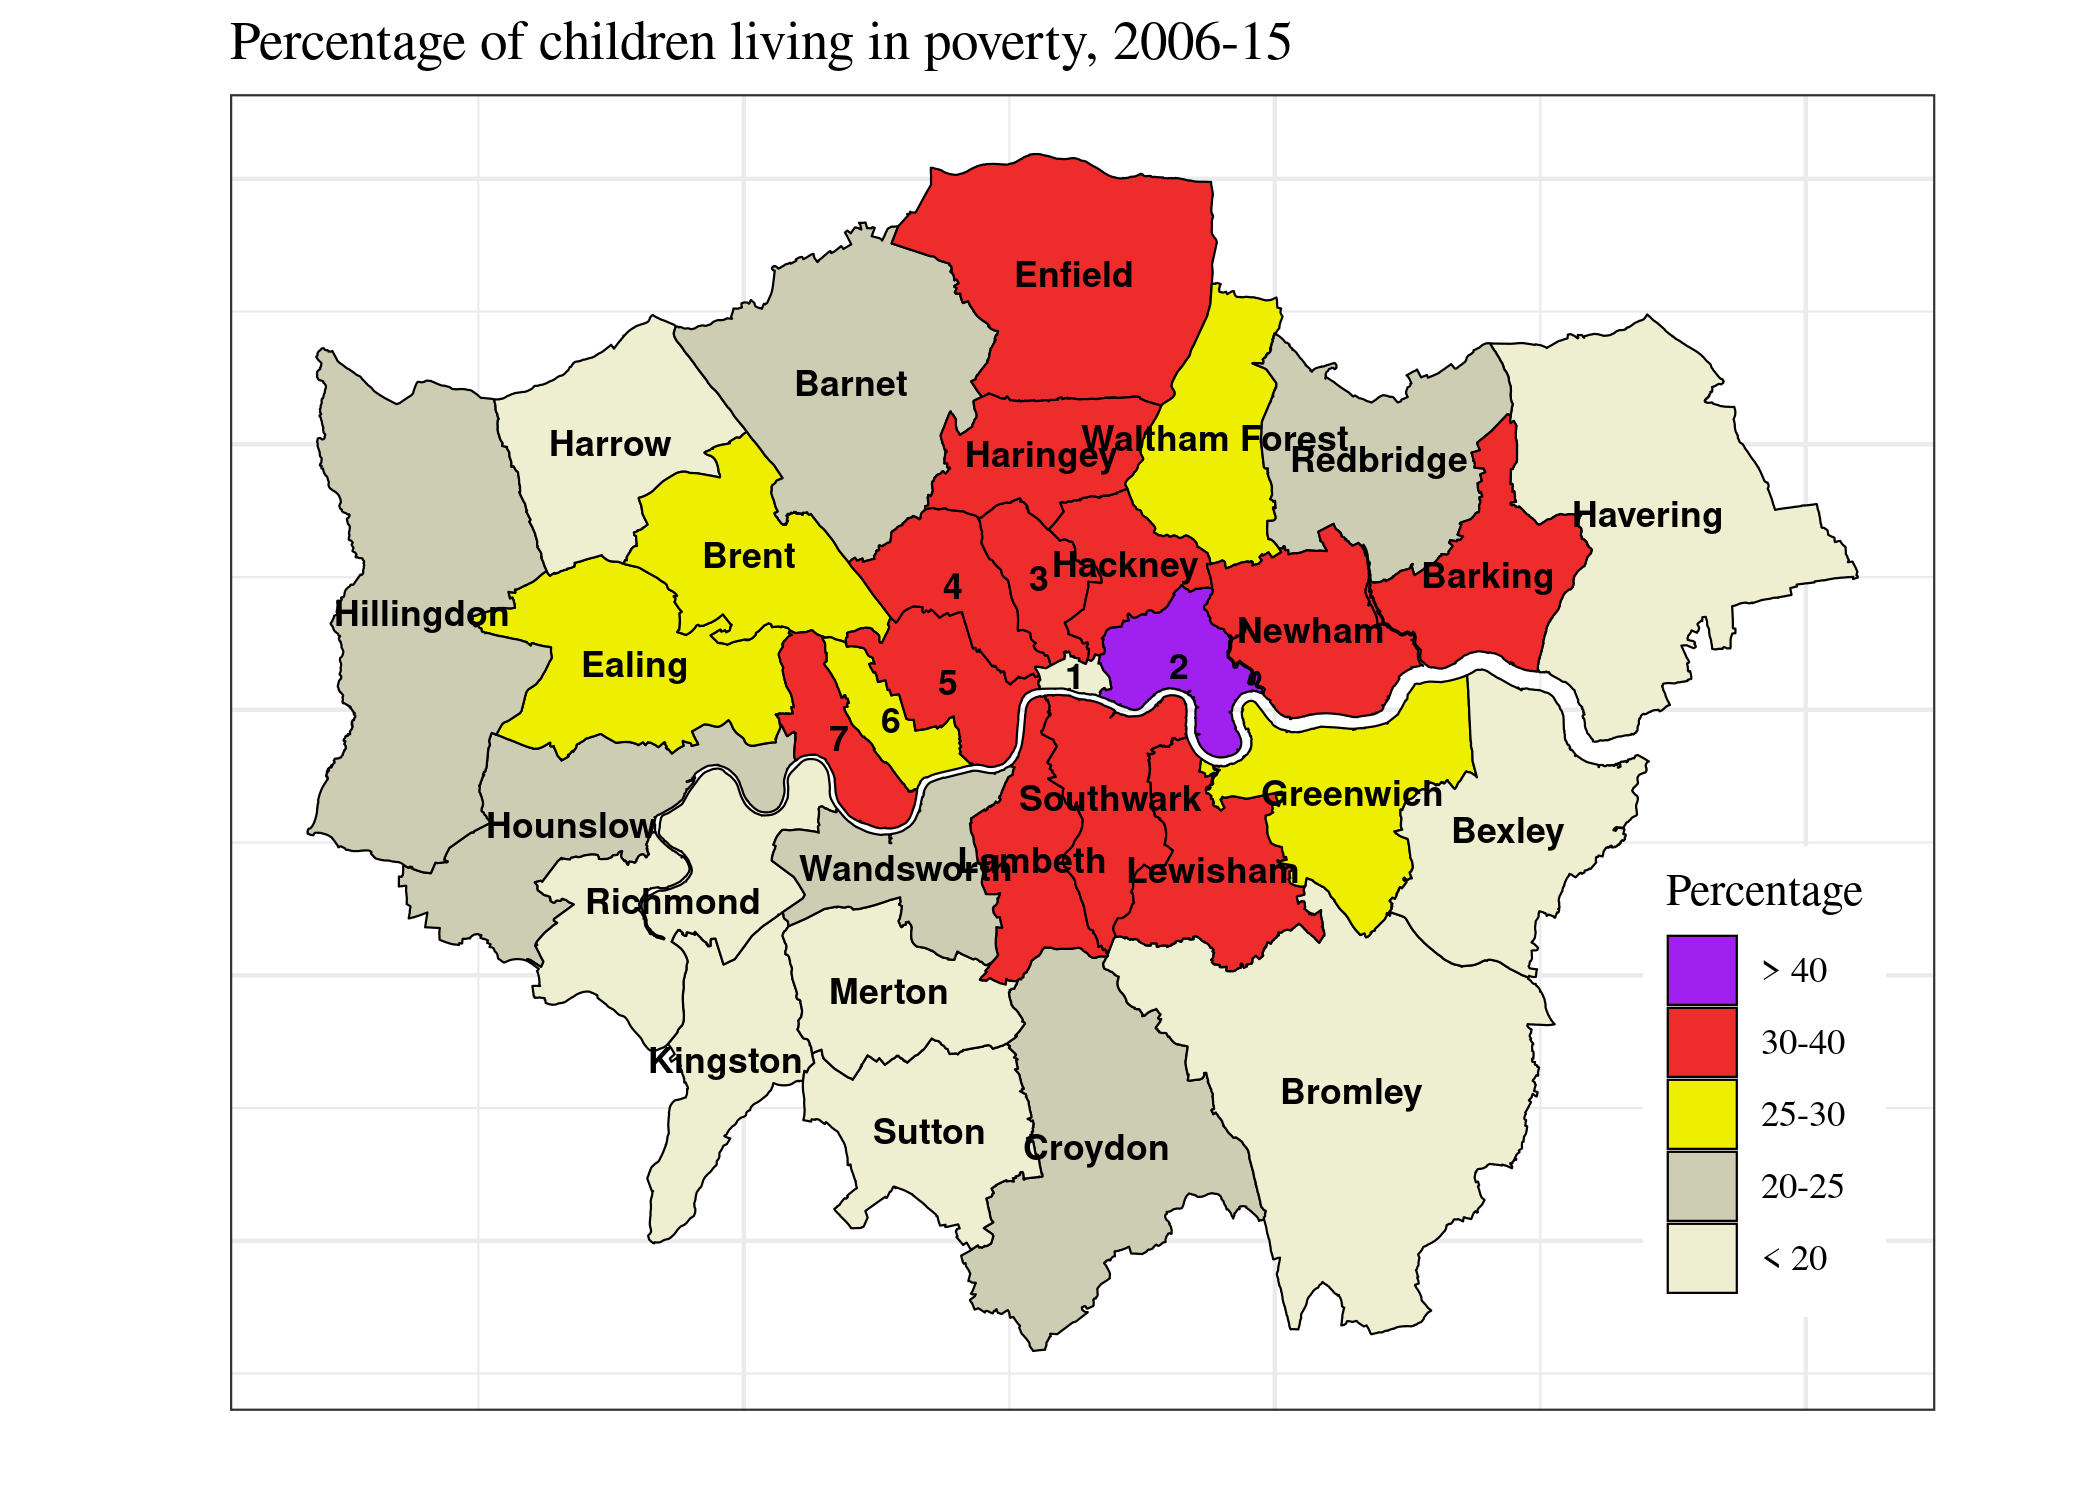 Percentage of children living in poverty, 2006-15
Enfield
Barnet
Harrow
Waltham Forest
Haringey
Redbridge
Havering
Brent
Hackney
3
4
Barking
Hillingdon
Newham
Ealing
2
1
5
6
7
Southwark
Greenwich
Hounslow
Bexley
Lambeth
Wandsworth
Lewisham
Richmond
Merton
Kingston
Bromley
Sutton
Croydon
Percentage
> 40
30-40
25-30
20-25
< 20